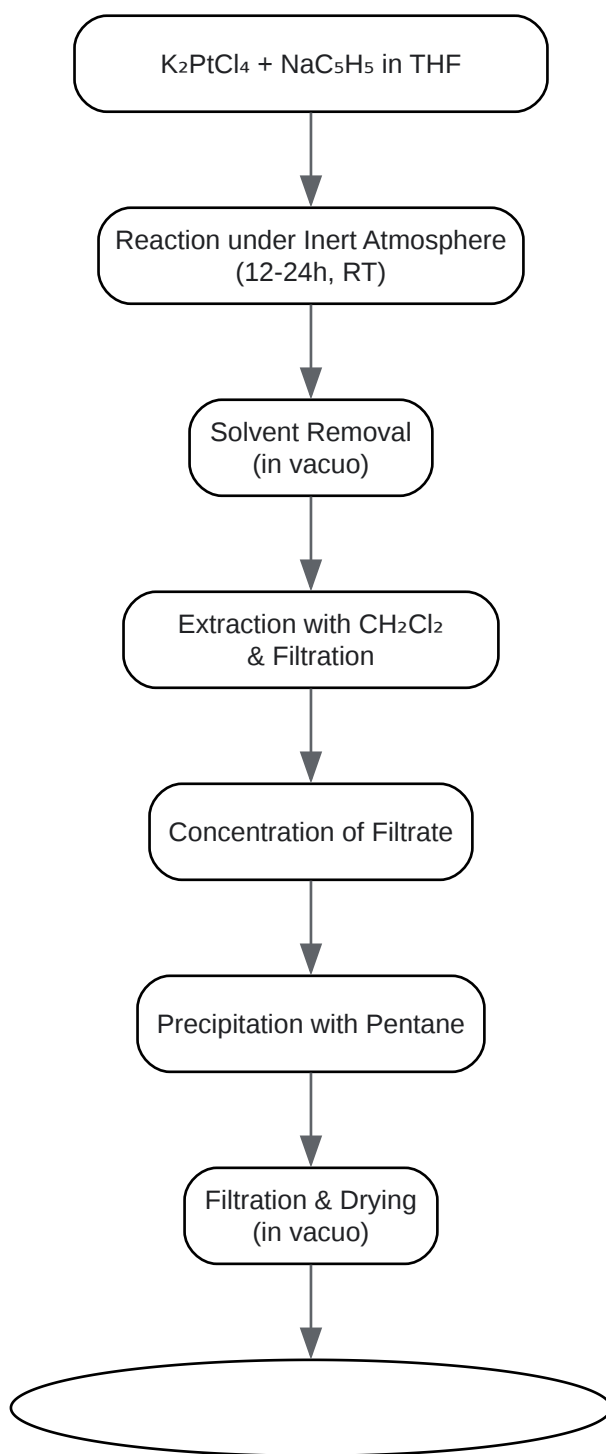 K₂PtCl₄ + NaC₅H₅ in THF
Reaction under Inert Atmosphere
(12-24h, RT)
Solvent Removal
(in vacuo)
Extraction with CH₂Cl₂
& Filtration
Concentration of Filtrate
Precipitation with Pentane
Filtration & Drying
(in vacuo)